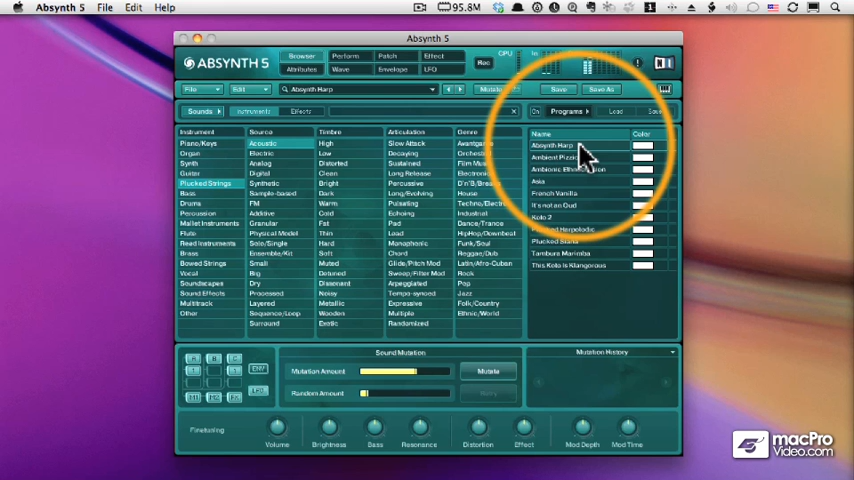 Absynth 5 File Edit Help 95.8M 1
Absynth 5
ABSYNTH 5 Browser Perform Patch Effect CPU In
Attributes Wave Envelope LFO Rec
File Edit Absynth Harp Mutate Save Save As
Sounds Instruments Effects On Programs Load
Instrument Source Timbre Articulation Genre Name Color
Piano/Keys Acoustic High Slow Attack Absynth Harp
Organ Electric Low Decaying Orchestral
Synth Analog Distorted Sustained
Guitar Digital Clean Long Release Electronic
Plucked Strings Synthetic Bright Percussive D'n'B/Breaks Asia
Bass Sample-based Dark Long/Evolving House French Vanilla
Drums FM Warm Pulsating Techno/Electro It's not an Oud
Percussion Additive Cold Echoing Industrial Koto 2
Mallet Instruments Granular Fat Pad Dance/Trance
Flute Physical Model Thin Lead HipHop/Downbeat
Reed Instruments Solo/Single Hard Monophonic Funk/Soul Tambura Marimba
Brass Ensemble/Kit Soft Chord Reggae/Dub
Bowed Strings Small Muted Glide/Pitch Mod Latin/Afro-Cuban This Koto is Klangorous
Vocal Big Detuned Sweep/Filter Mod Rock
Soundscapes Dry Dissonant Arpeggiated Pop
Sound Effects Processed Noisy Tempo-synced Jazz
Multitrack Layered Metallic Multiple Folk/Country
Other Sequence/Loop Wooden Randomized Ethnic/World
Surround Exotic
Sound Mutation Mutation History
A B C ENV Mutation Amount Mutate
LFO Random Amount Retry
Finetuning Volume Brightness Bass Resonance Distortion Effect Mod Depth Mod Time
macPro
Video.com